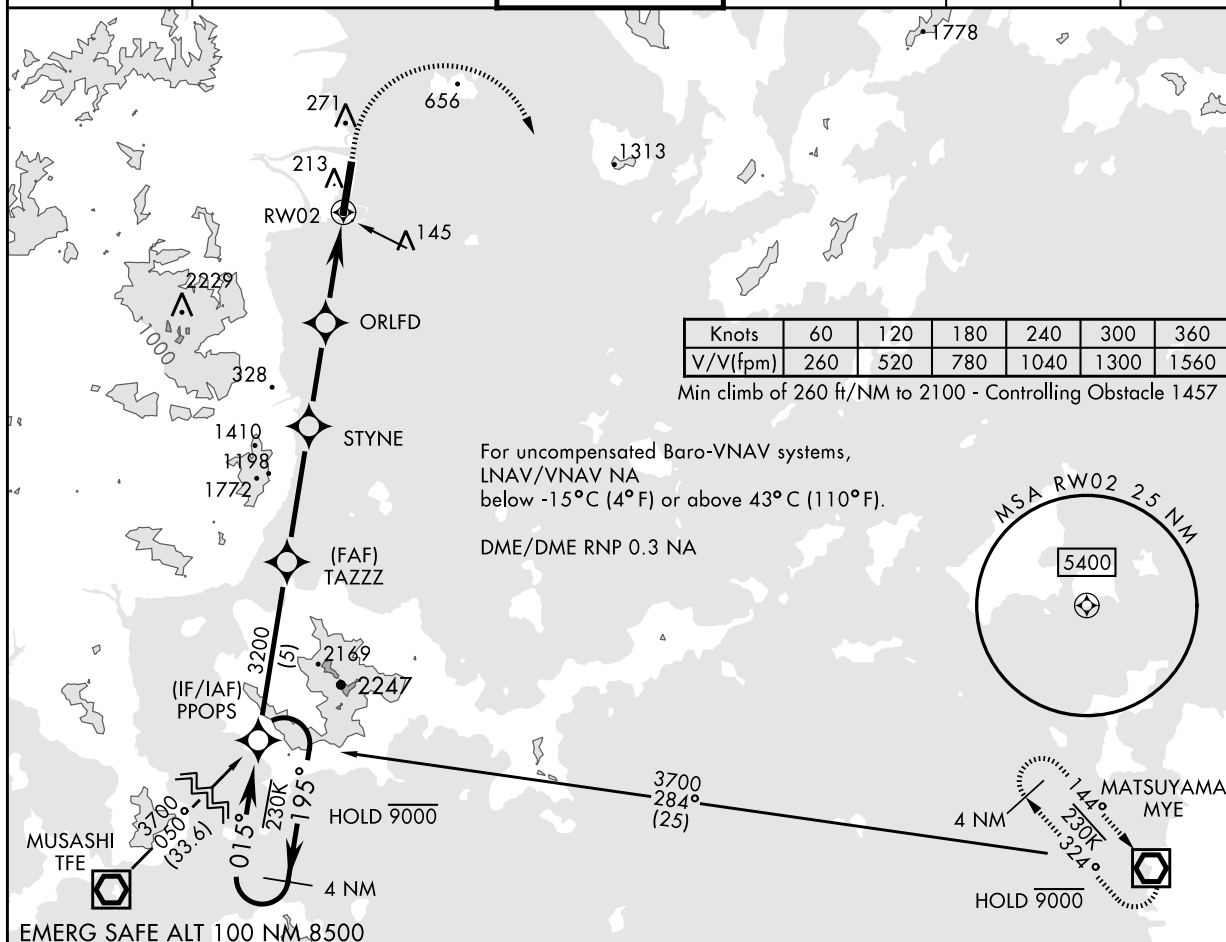 1778
271
656
213
1313
RW02
145
2229
1000
ORLFD
328
Knots 60 120 180 240 300 360
V/V(fpm) 260 520 780 1040 1300 1560
Min climb of 260 ft/NM to 2100 - Controlling Obstacle 1457
STYNE
1410
1198
1772
For uncompensated Baro-VNAV systems,
LNAV/VNAV NA
below -15°C (4°F) or above 43°C (110°F).
DME/DME RNP 0.3 NA
MSA RW02 25 NM
5400
(FAF)
TAZZZ
3200
(5)
2169
2247
(IF/IAF)
PPOPS
3700
050°
(33.6)
015°
230K
195°
HOLD 9000
4 NM
MUSASHI
TFE
3700
284°
(25)
4 NM
144°
230K
324°
MATSUYAMA
MYE
HOLD 9000
EMERG SAFE ALT 100 NM 8500